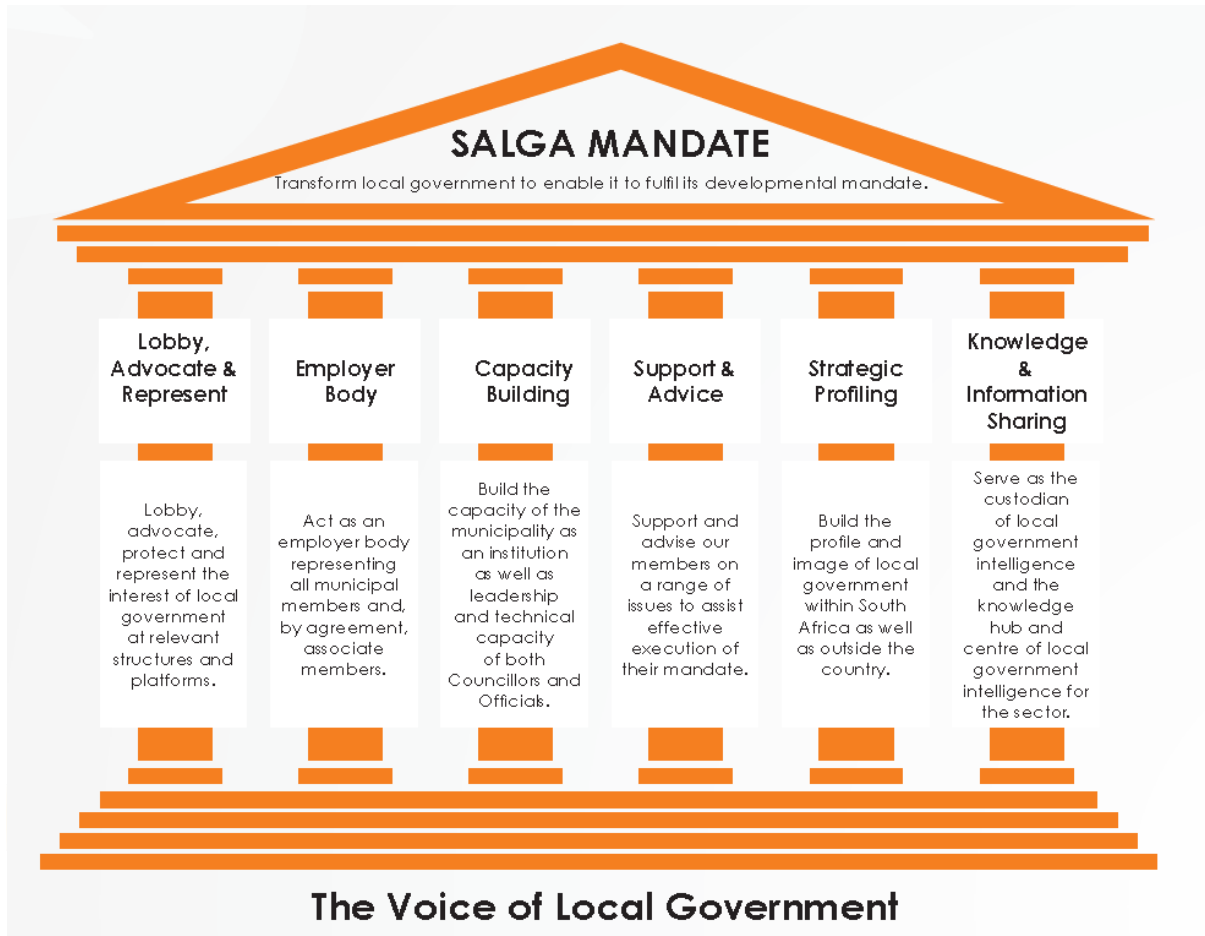 SALGA MANDATE
Transform local government to enable it to fulfil its developmental mandate.
Lobby,
Advocate &
Represent
Employer
Body
Capacity
Building
Support &
Advice
Strategic
Profiling
Knowledge
&
Information
Sharing
Lobby,
advocate,
protect and
represent the
interest of local
government
at relevant
structures and
platforms.
Act as an
employer body
representing
all municipal
members and,
by agreement,
associate
members.
Build the
capacity of the
municipality as
an institution
as well as
leadership
and technical
capacity
of both
Councillors and
Officials.
Support and
advise our
members on
a range of
issues to assist
effective
execution of
their mandate.
Build the
profile and
image of local
government
within South
Africa as well
as outside the
country.
Serve as the
custodian
of local
government
intelligence
and the
knowledge
hub and
centre of local
government
intelligence for
the sector.
The Voice of Local Government